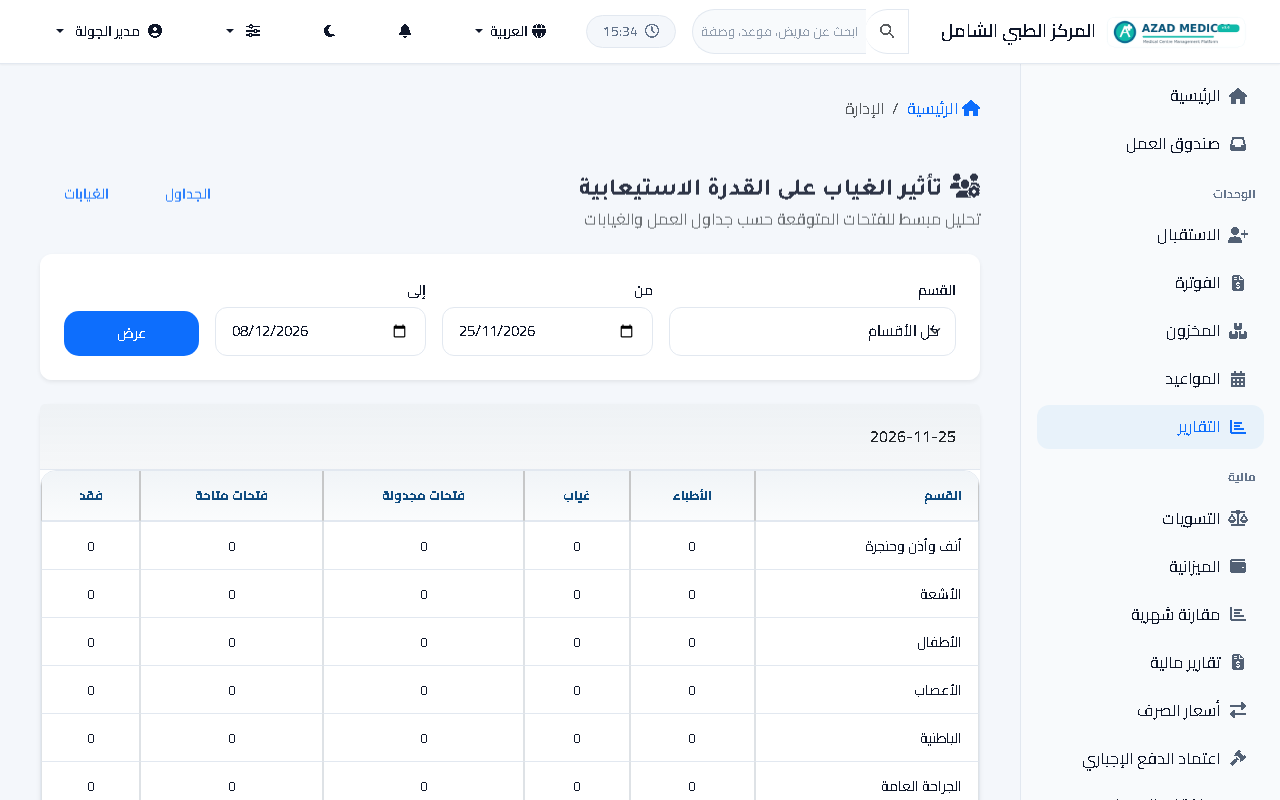 AZAD MEDIC
Medical Centre Management Platform
المركز الطبي الشامل
ابحث عن مريض، موعد، وصفة
15:34
العربية
مدير الجولة
الرئيسية
صندوق العمل
الوحدات
الاستقبال
الفوترة
المخزون
المواعيد
التقارير
مالية
التسويات
الميزانية
مقارنة شهرية
تقارير مالية
أسعار الصرف
اعتماد الدفع الإجباري
الرئيسية / الإدارة
تأثير الغياب على القدرة الاستيعابية
تحليل مبسط للفتحات المتوقعة حسب جداول العمل والغيابات
الجداول
الغيابات
القسم من إلى
كل الأقسام 25/11/2026 08/12/2026 عرض
2026-11-25
القسم الأطباء غياب فتحات مجدولة فتحات متاحة فقد
أنف وأذن وحنجرة 0 0 0 0 0
الأشعة 0 0 0 0 0
الأطفال 0 0 0 0 0
الأعصاب 0 0 0 0 0
الباطنية 0 0 0 0 0
الجراحة العامة 0 0 0 0 0